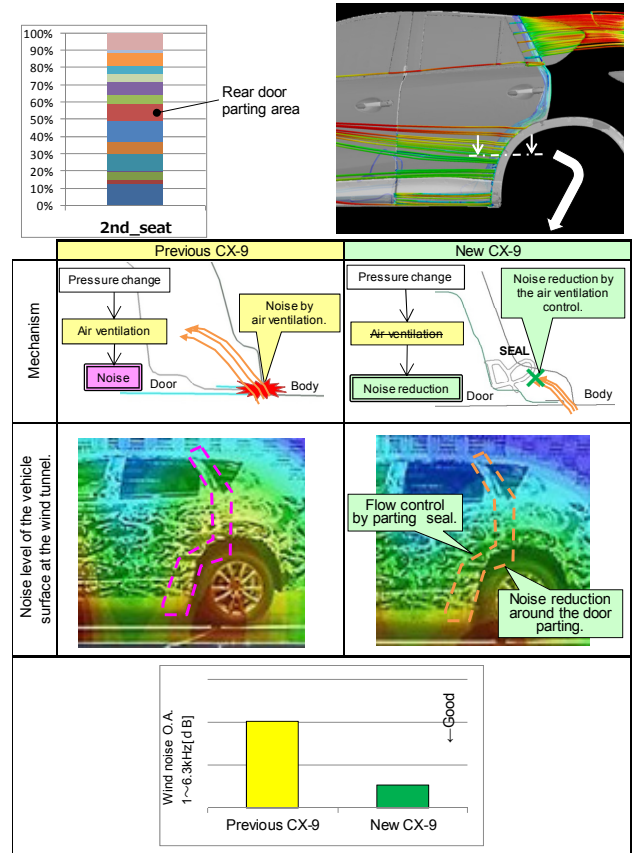 100%
90%
80%
70%
60%
50%
40%
30%
20%
10%
0%
Rear door
parting area
2nd_seat
Previous CX-9
New CX-9
Mechanism
Pressure change
Air ventilation
Noise
Noise by
air ventilation.
Door
Body
Pressure change
Air ventilation
Noise reduction
Noise reduction by
the air ventilation
control.
SEAL
Door
Body
Noise level of the vehicle
surface at the wind tunnel.
Flow control
by parting seal.
Noise reduction
around the door
parting.
Wind noise O.A.
1～6.3kHz[dB]
←Good
Previous CX-9
New CX-9